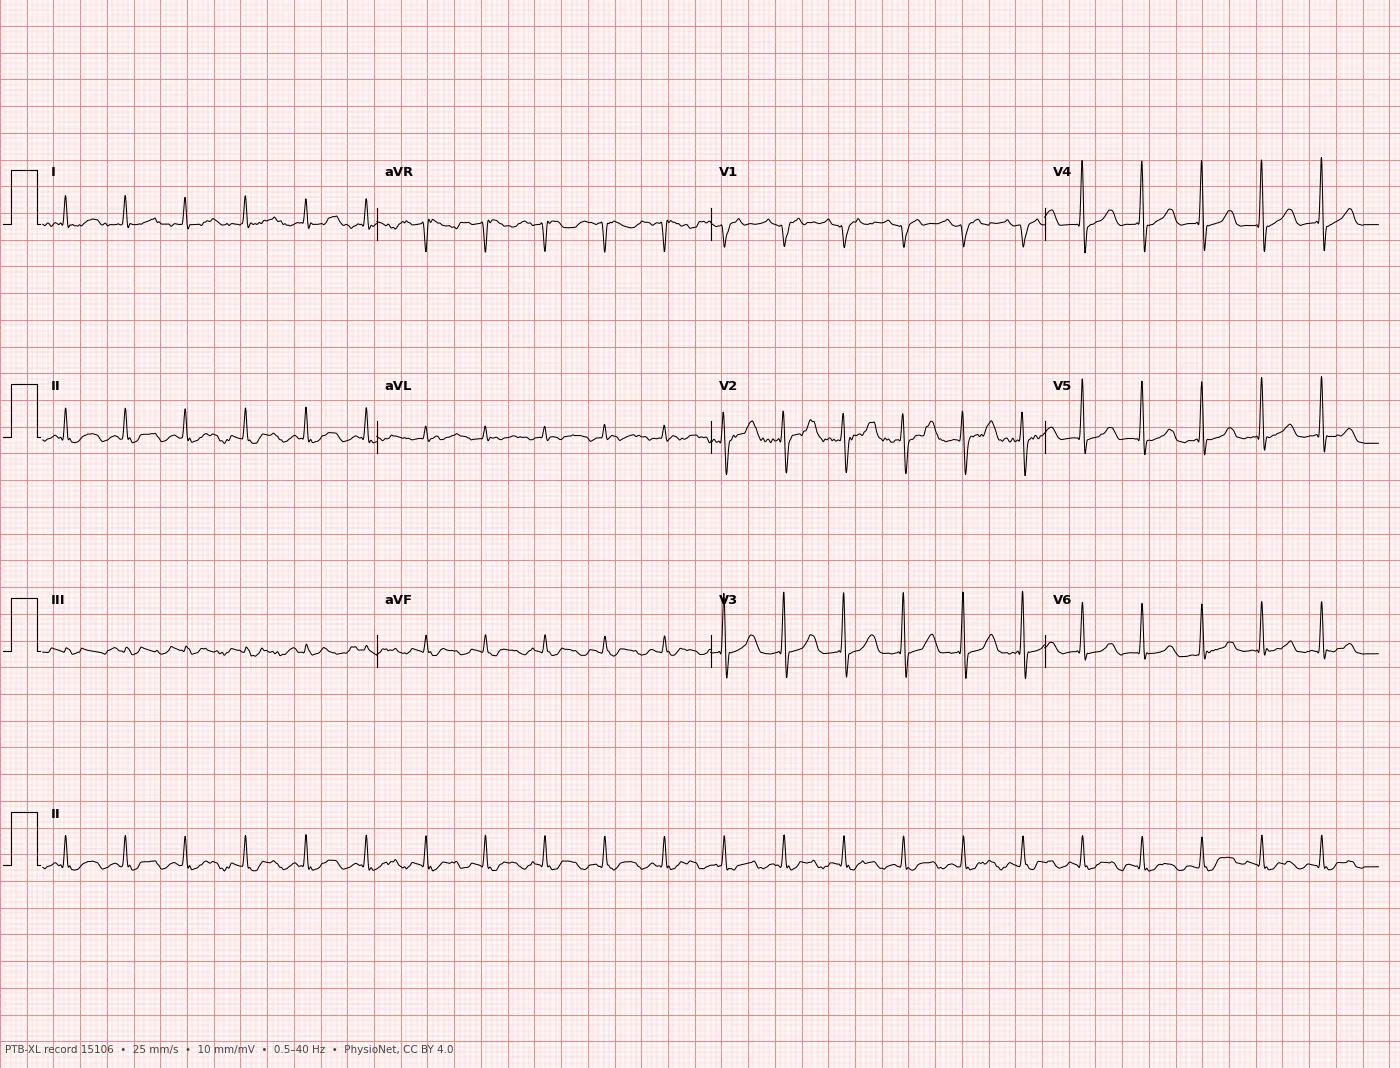 I aVR V1 V4
II aVL V2 V5
III aVF V3 V6
II
PTB-XL record 15106 • 25 mm/s • 10 mm/mV • 0.5–40 Hz • PhysioNet, CC BY 4.0